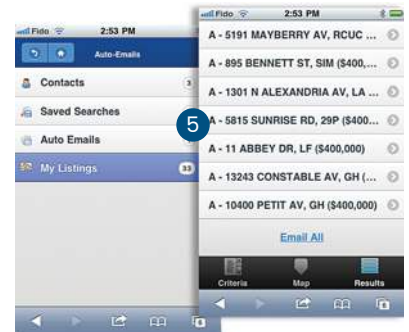 Fido 2:53 PM
Auto-Emails
Contacts 3
Saved Searches
Auto Emails
My Listings 33
5
Fido 2:53 PM
A - 5191 MAYBERRY AV, RCUC ...
A - 895 BENNETT ST, SIM ($400,...
A - 1301 N ALEXANDRIA AV, LA ...
A - 5815 SUNRISE RD, 29P ($400...
A - 11 ABBEY DR, LF ($400,000)
A - 13243 CONSTABLE AV, GH (...
A - 10400 PETIT AV, GH ($400,000)
Email All
Criteria Map Results